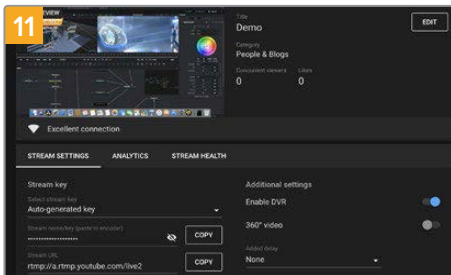 11
PREVIEW
Title
Demo
EDIT
Category
People & Blogs
Concurrent viewers Likes
0 0
Excellent connection
STREAM SETTINGS ANALYTICS STREAM HEALTH
Stream key Additional settings
Select stream key
Auto-generated key
Enable DVR
Stream name/key (paste in encoder)
360° video
•••••••••••••••••••
COPY
Added delay
None
Stream URL
rtmp://a.rtmp.youtube.com/live2
COPY